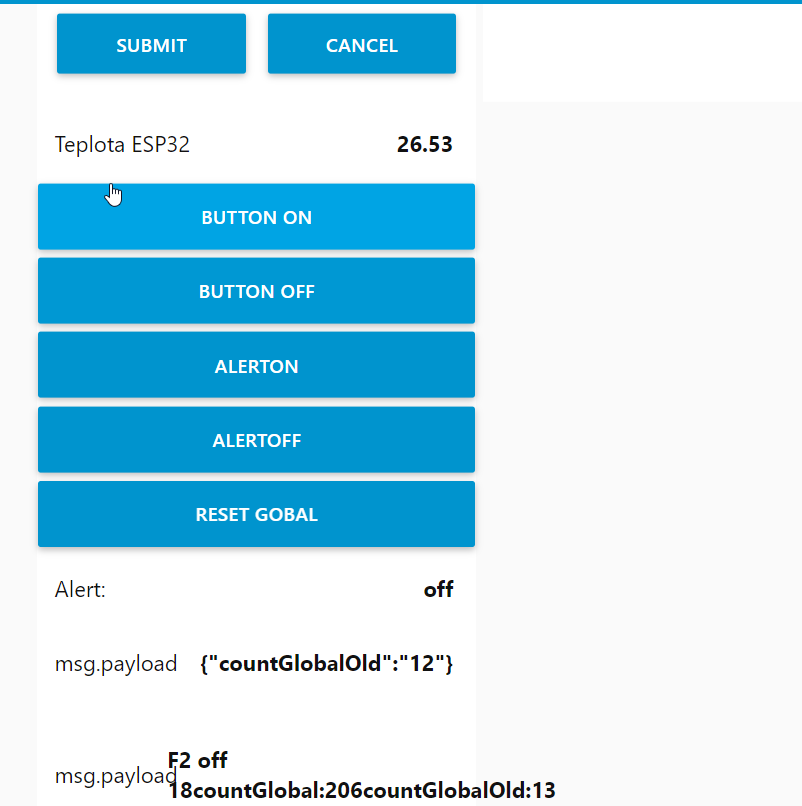 SUBMIT CANCEL
Teplota ESP32 26.53
BUTTON ON
BUTTON OFF
ALERTON
ALERTOFF
RESET GOBAL
Alert: off
msg.payload {"countGlobalOld":"12"}
F2 off
msg.payload
18countGlobal:206countGlobalOld:13